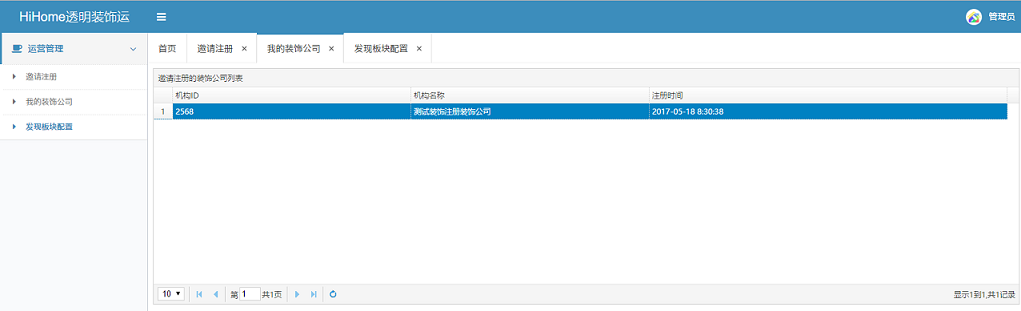 HiHome透明装饰运
管理员
运营管理
邀请注册
我的装饰公司
发现板块配置
首页 邀请注册 × 我的装饰公司 × 发现板块配置 ×
邀请注册的装饰公司列表
机构ID 机构名称 注册时间
1 2568 测试装饰注册装饰公司 2017-05-18 8:30:38
10 第 1 共1页 显示1到1,共1记录